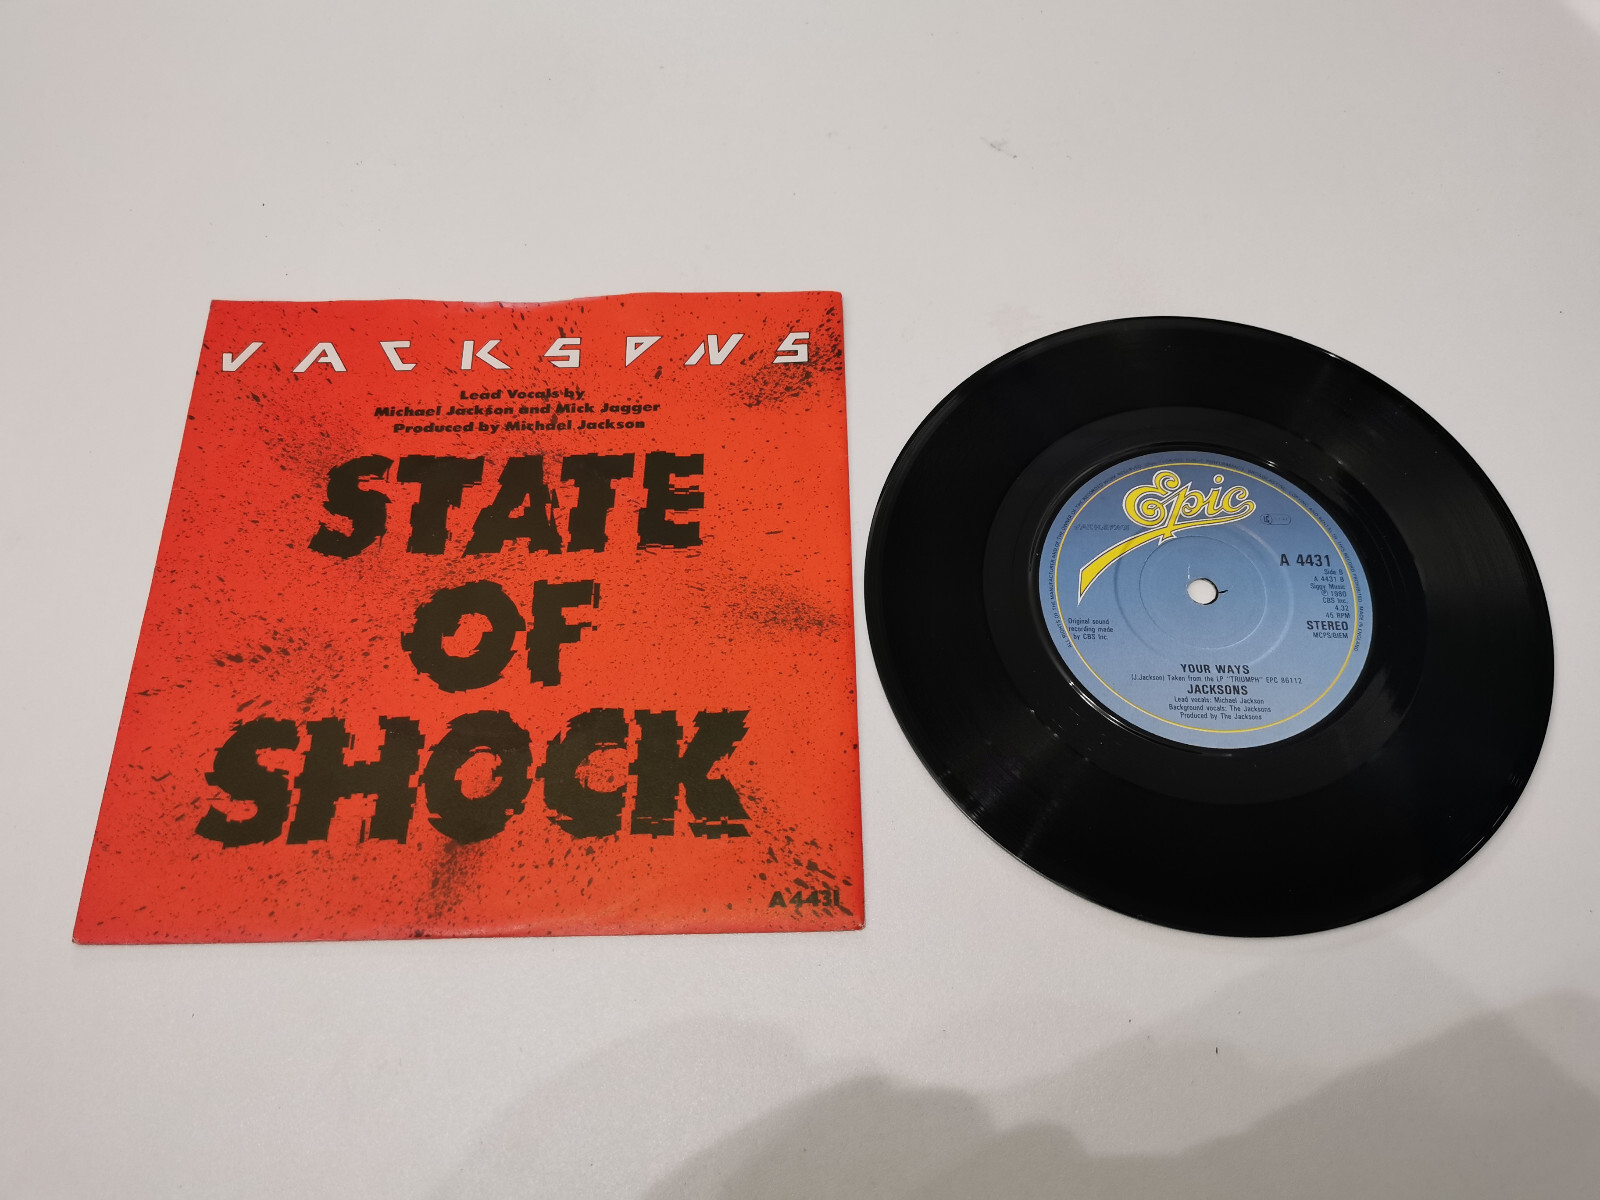 JACKSONS
Lead Vocals by
Michael Jackson and Mick Jagger
Produced by Michael Jackson
STATE
OF
SHOCK
A 4431
Epic
A 4431
Side B
A 4431 B
Siggy Music
℗ 1980
CBS Inc.
4.32
45 RPM
STEREO
MCPS/BIEM
Original sound
recording made
by CBS Inc.
YOUR WAYS
(J.Jackson) Taken from the LP "TRIUMPH" EPC 86112
JACKSONS
Lead vocals: Michael Jackson
Background vocals: The Jacksons
Produced by The Jacksons